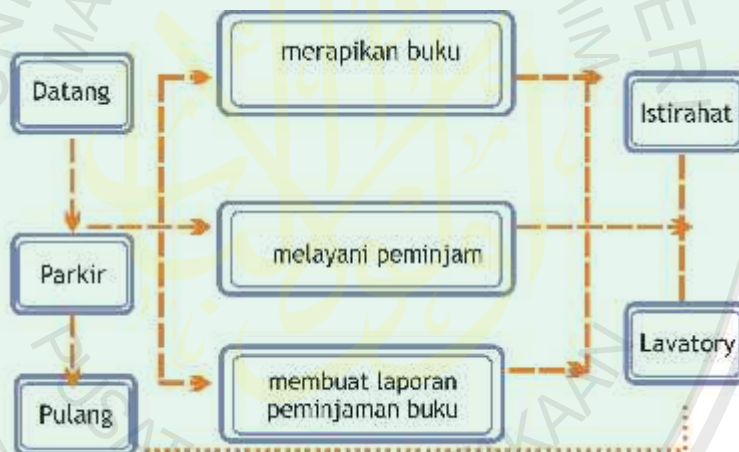 Datang
merapikan buku
Istirahat
Parkir
melayani peminjam
Lavatory
Pulang
membuat laporan
peminjaman buku